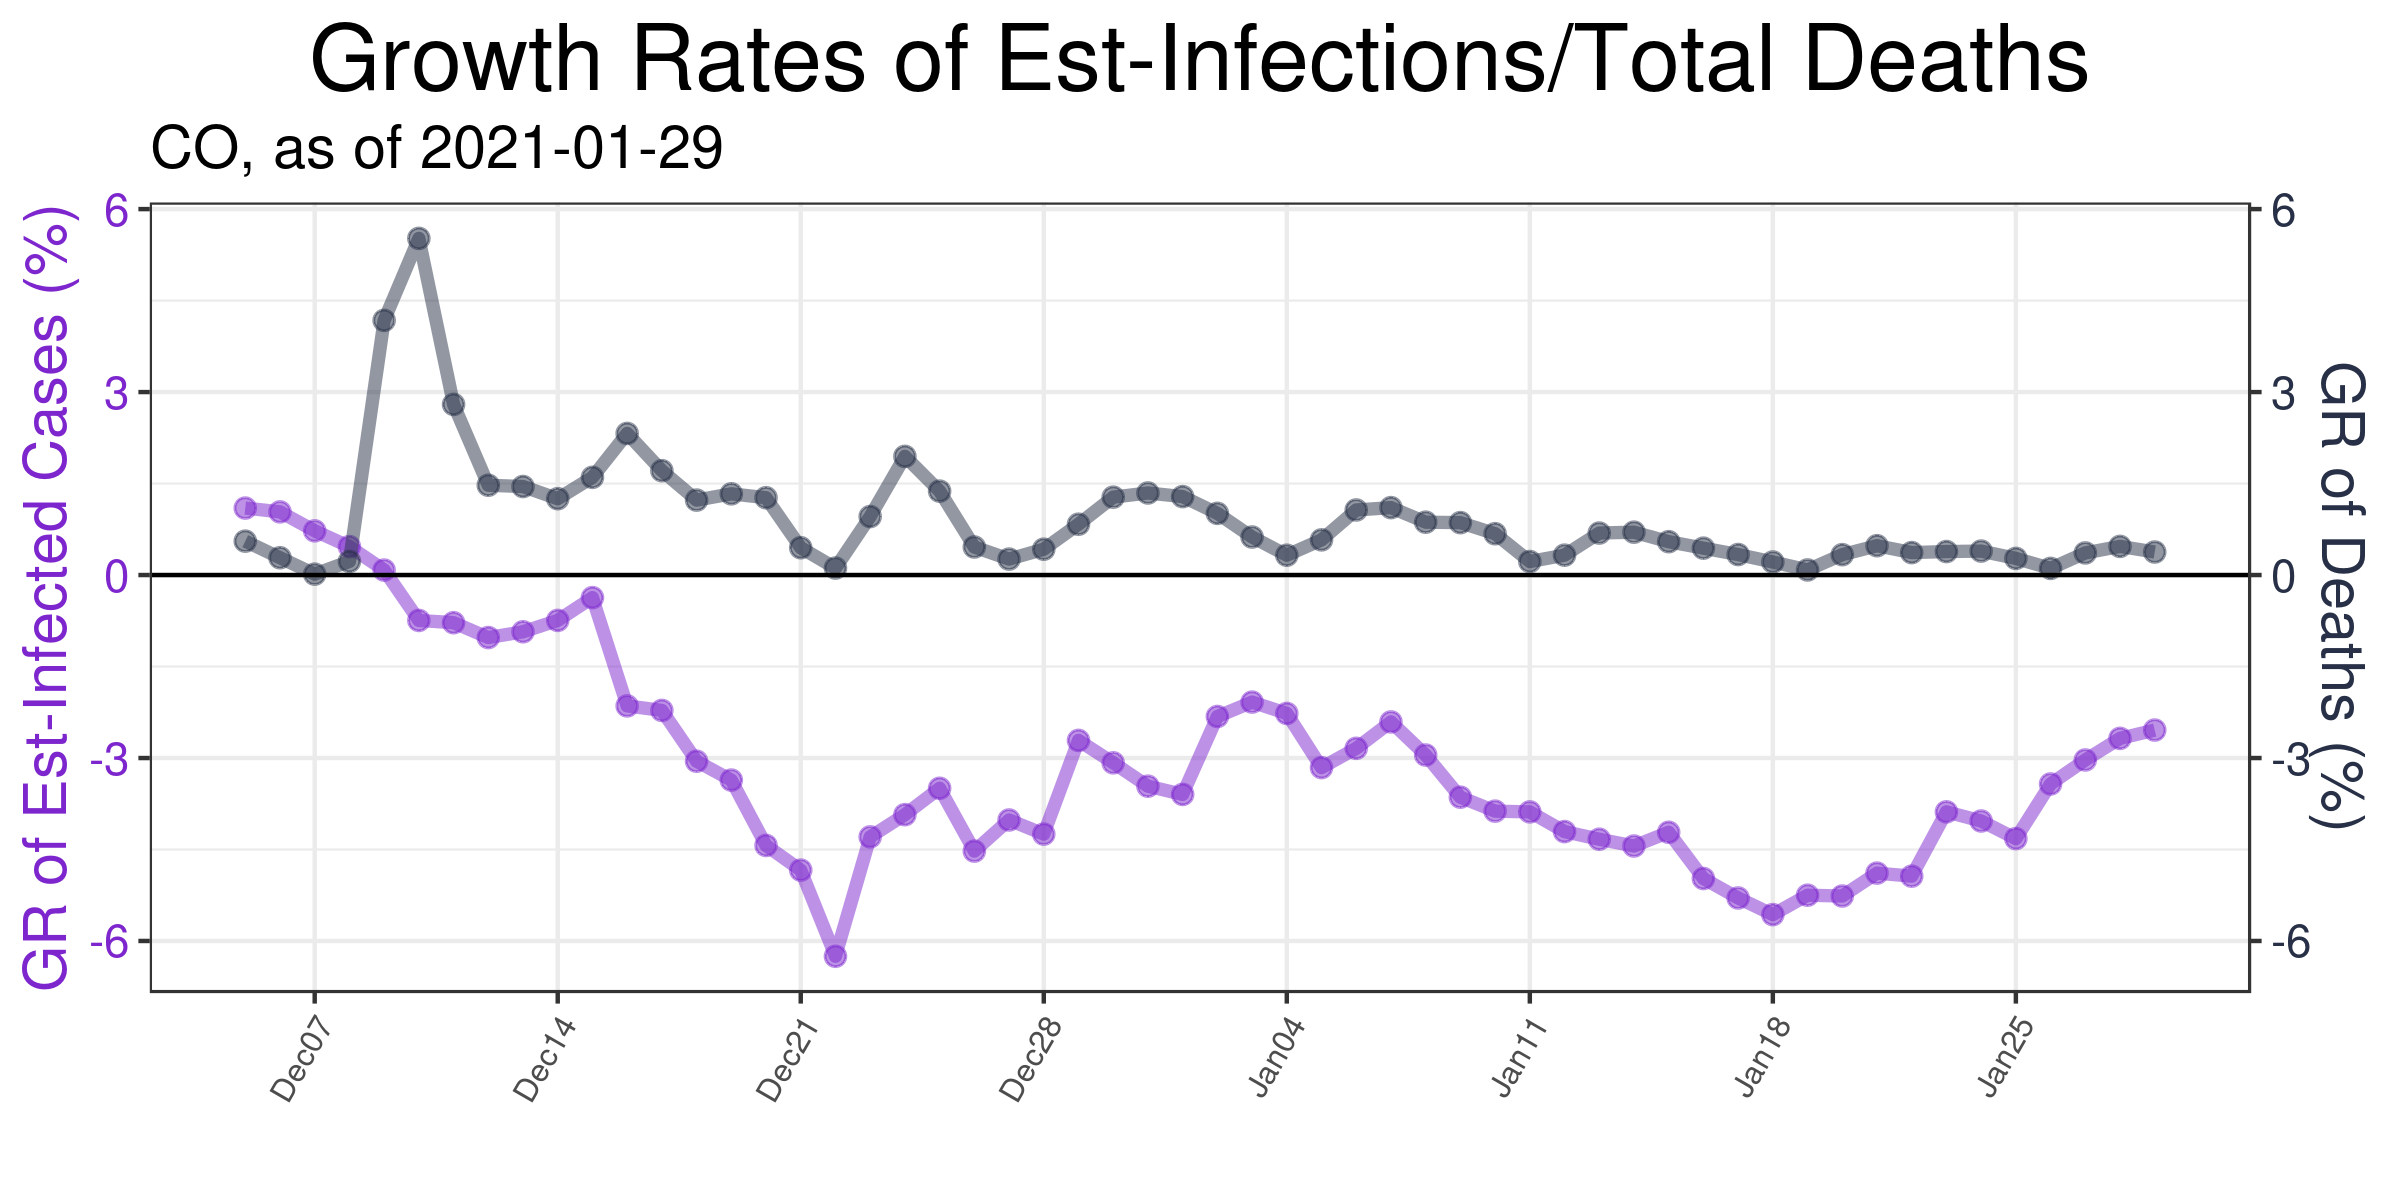 Growth Rates of Est-Infections/Total Deaths
CO, as of 2021-01-29
GR of Est-Infected Cases (%)
6
3
0
-3
-6
6
3
0
-3
-6
GR of Deaths (%)
Dec07
Dec14
Dec21
Dec28
Jan04
Jan11
Jan18
Jan25